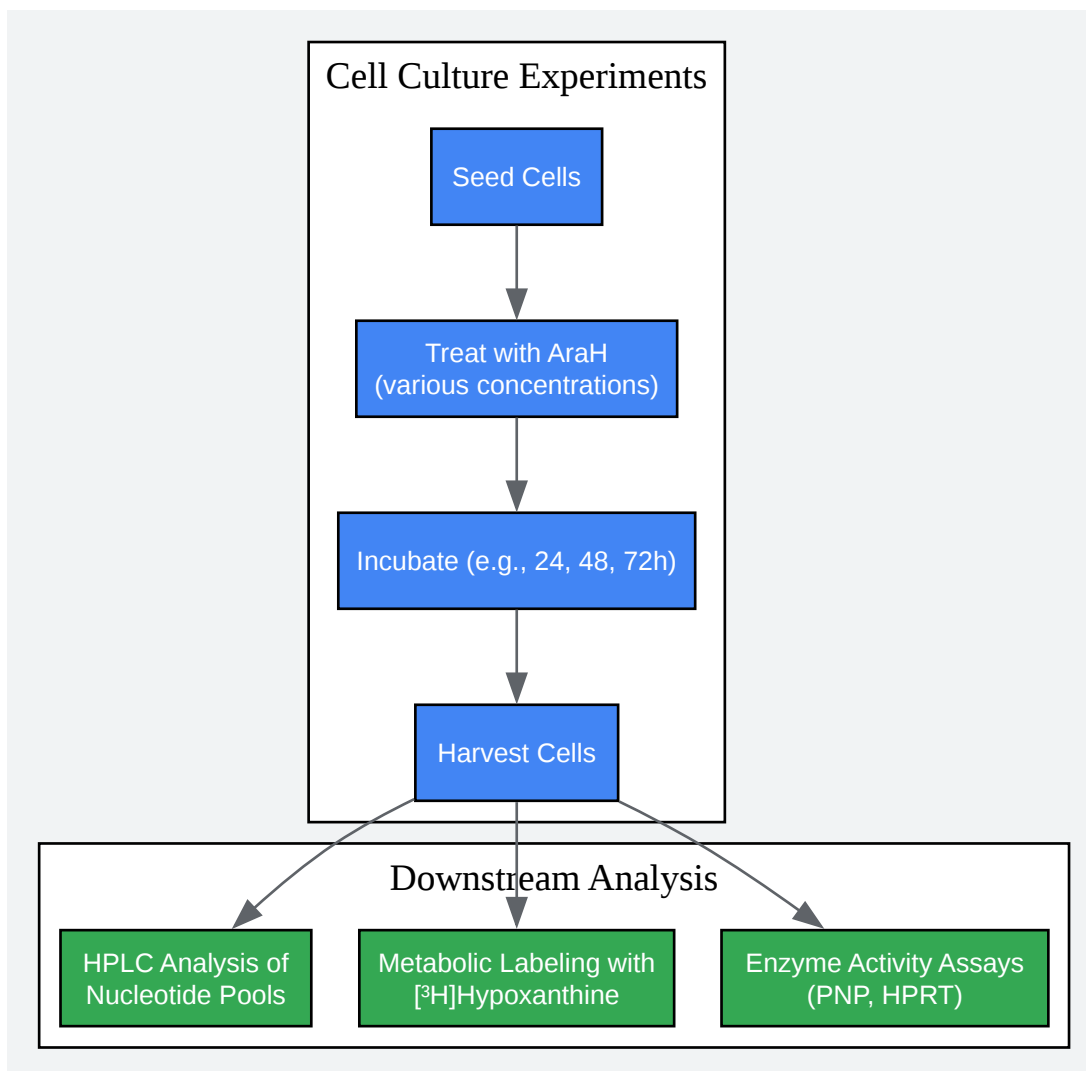 Cell Culture Experiments
Seed Cells
Treat with AraH
(various concentrations)
Incubate (e.g., 24, 48, 72h)
Harvest Cells
Downstream Analysis
HPLC Analysis of
Nucleotide Pools
Metabolic Labeling with
[³H]Hypoxanthine
Enzyme Activity Assays
(PNP, HPRT)